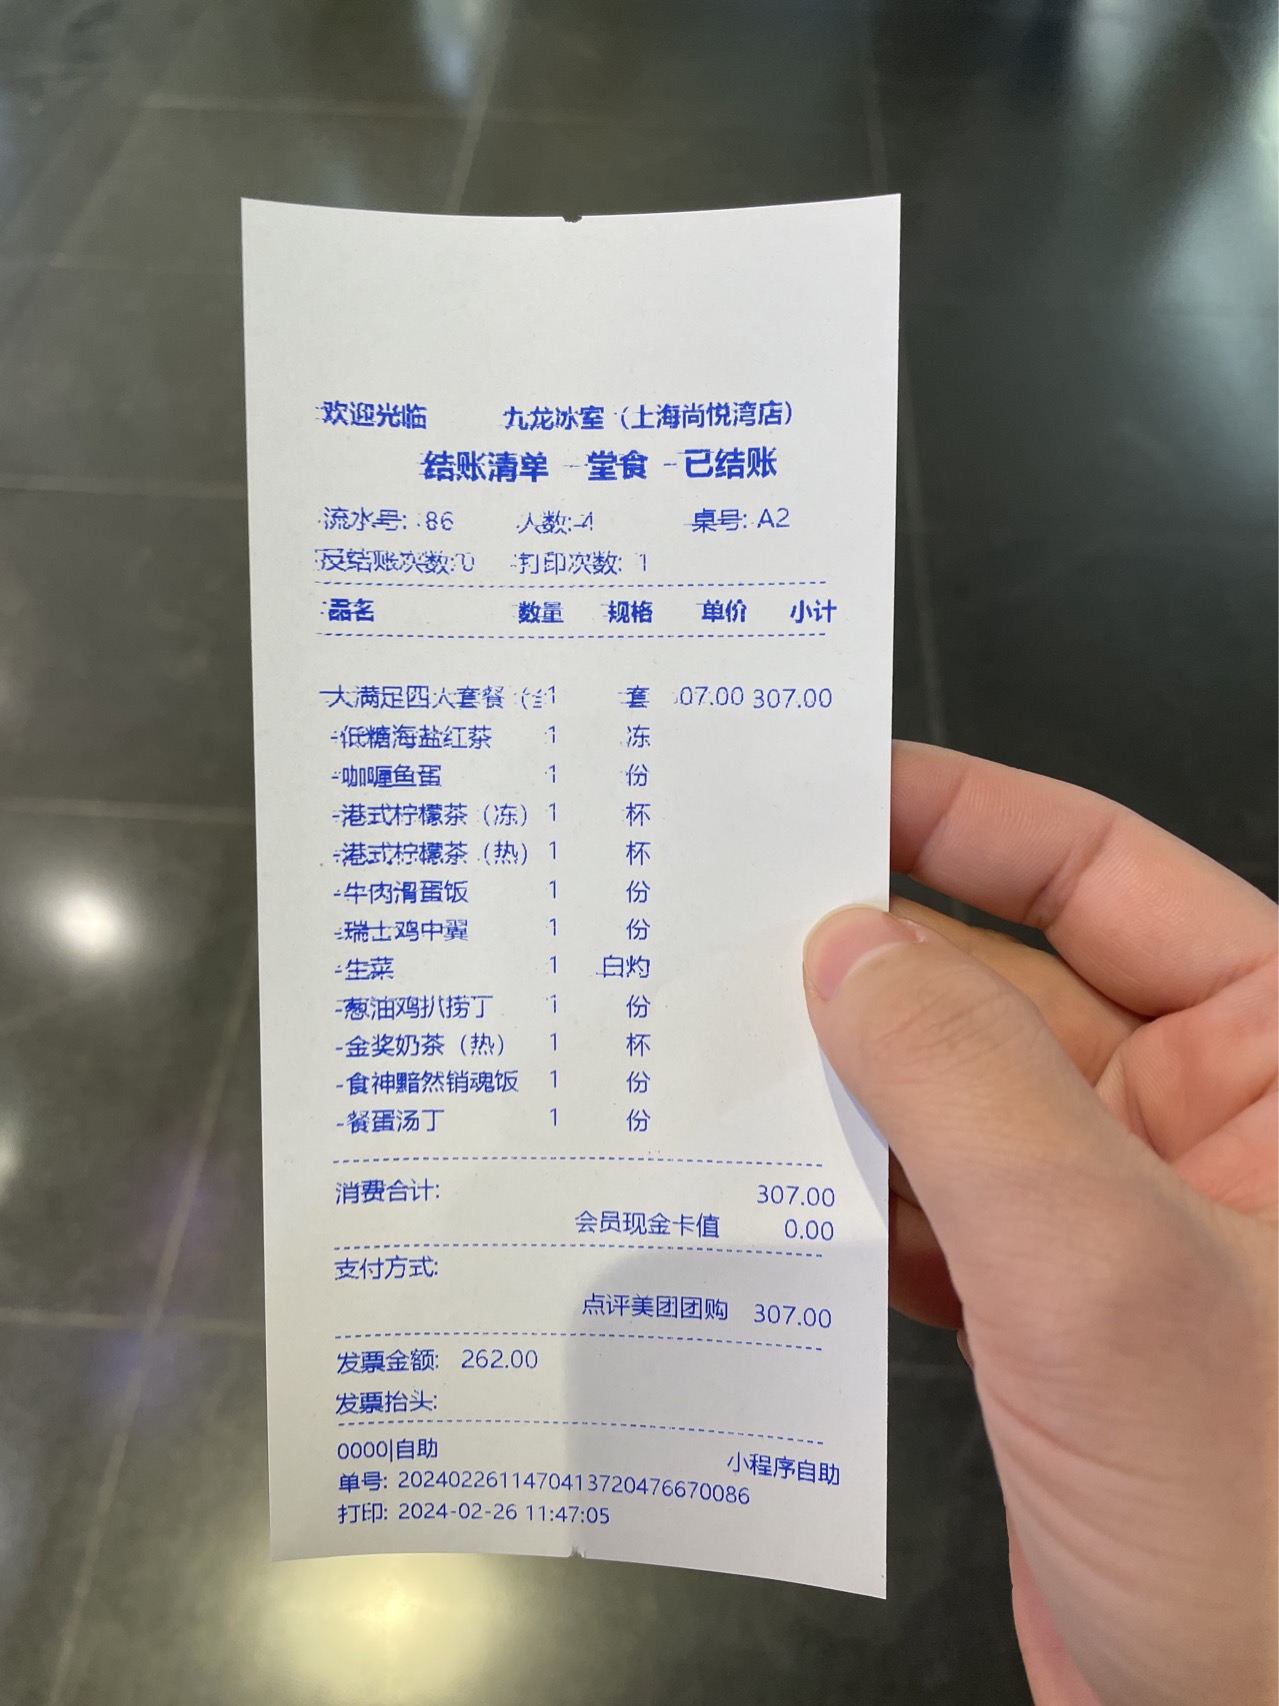 欢迎光临 九龙冰室（上海尚悦湾店）
结账清单 - 堂食 - 已结账
流水号: 86 人数:4 桌号: A2
反结账次数:0 打印次数: 1
品名 数量 规格 单价 小计
大满足四人套餐（ 1 套 07.00 307.00
-低糖海盐红茶 1 冻
-咖喱鱼蛋 1 份
-港式柠檬茶（冻） 1 杯
-港式柠檬茶（热） 1 杯
-牛肉滑蛋饭 1 份
-瑞士鸡中翼 1 份
-生菜 1 白灼
-葱油鸡扒捞丁 1 份
-金奖奶茶（热） 1 杯
-食神黯然销魂饭 1 份
-餐蛋汤丁 1 份
消费合计: 307.00
会员现金卡值 0.00
支付方式:
点评美团团购 307.00
发票金额: 262.00
发票抬头:
0000|自助 小程序自助
单号: 20240226114704137204766​70086
打印: 2024-02-26 11:47:05